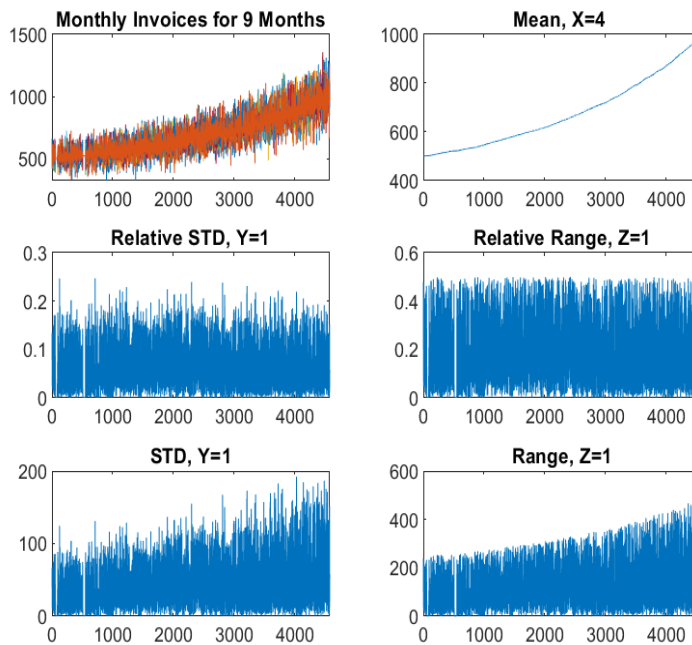 Monthly Invoices for 9 Months
1500
1000
500
0 1000 2000 3000 4000
Mean, X=4
1000
800
600
400
0 1000 2000 3000 4000
Relative STD, Y=1
0.3
0.2
0.1
0
0 1000 2000 3000 4000
Relative Range, Z=1
0.6
0.4
0.2
0
0 1000 2000 3000 4000
STD, Y=1
200
100
0
0 1000 2000 3000 4000
Range, Z=1
600
400
200
0
0 1000 2000 3000 4000